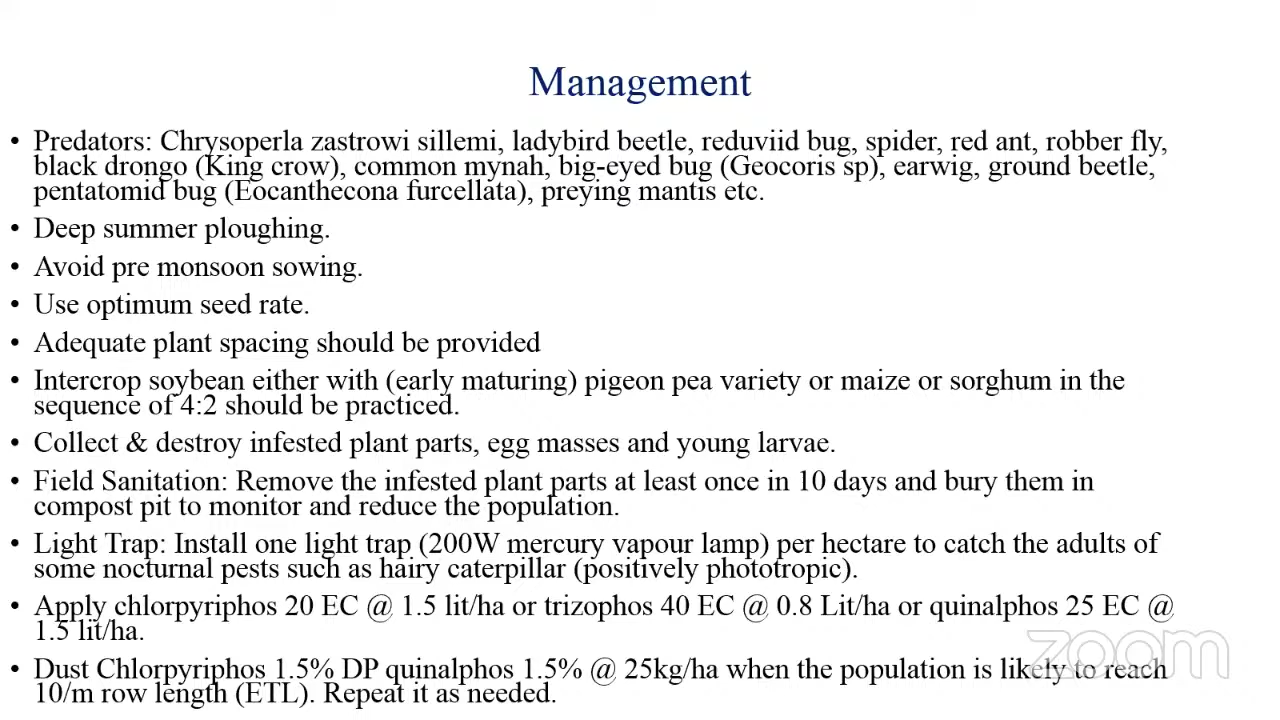 Management
• Predators: Chrysoperla zastrowi sillemi, ladybird beetle, reduviid bug, spider, red ant, robber fly,
black drongo (King crow), common mynah, big-eyed bug (Geocoris sp), earwig, ground beetle,
pentatomid bug (Eocanthecona furcellata), preying mantis etc.
• Deep summer ploughing.
• Avoid pre monsoon sowing.
• Use optimum seed rate.
• Adequate plant spacing should be provided
• Intercrop soybean either with (early maturing) pigeon pea variety or maize or sorghum in the
sequence of 4:2 should be practiced.
• Collect & destroy infested plant parts, egg masses and young larvae.
• Field Sanitation: Remove the infested plant parts at least once in 10 days and bury them in
compost pit to monitor and reduce the population.
• Light Trap: Install one light trap (200W mercury vapour lamp) per hectare to catch the adults of
some nocturnal pests such as hairy caterpillar (positively phototropic).
• Apply chlorpyriphos 20 EC @ 1.5 lit/ha or trizophos 40 EC @ 0.8 Lit/ha or quinalphos 25 EC @
1.5 lit/ha.
• Dust Chlorpyriphos 1.5% DP quinalphos 1.5% @ 25kg/ha when the population is likely to reach
10/m row length (ETL). Repeat it as needed.
zoom